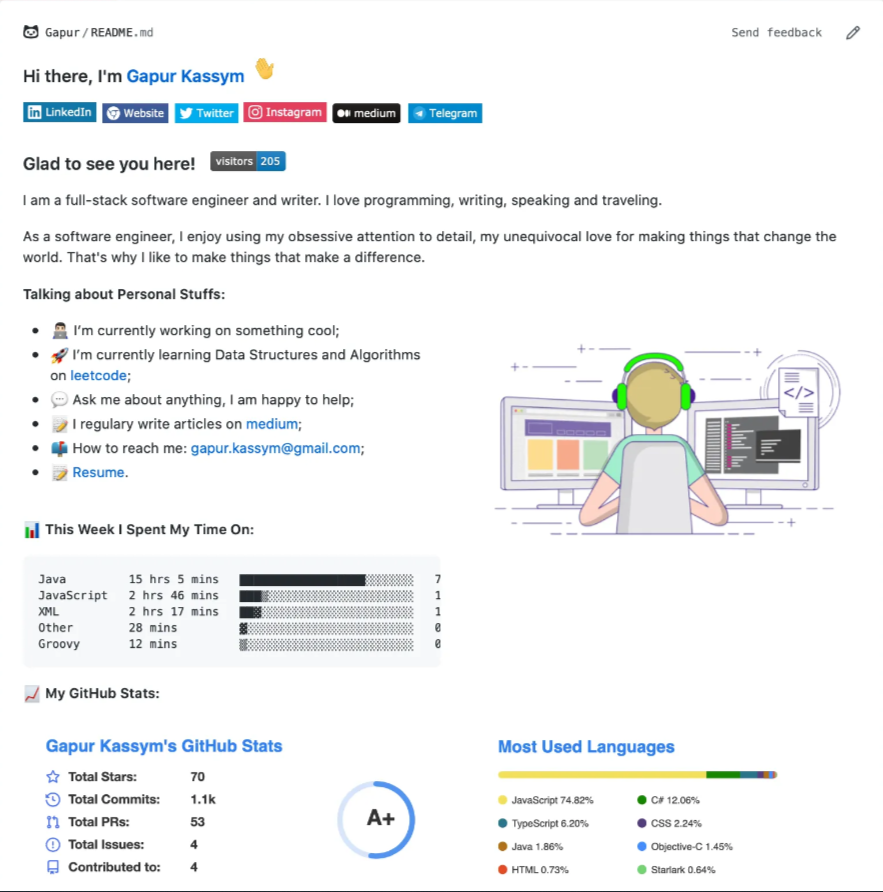 Gapur/README.md
Send feedback
Hi there, I'm Gapur Kassym 👋
LinkedIn Website Twitter Instagram medium Telegram
Glad to see you here! visitors 205
I am a full-stack software engineer and writer. I love programming, writing, speaking and traveling.
As a software engineer, I enjoy using my obsessive attention to detail, my unequivocal love for making things that change the
world. That's why I like to make things that make a difference.
Talking about Personal Stuffs:
• 👨🏻‍💻 I’m currently working on something cool;
• 🚀 I’m currently learning Data Structures and Algorithms
on leetcode;
• 💬 Ask me about anything, I am happy to help;
• 📝 I regulary write articles on medium;
• 📫 How to reach me: gapur.kassym@gmail.com;
• 📝 Resume.
</>
📊 This Week I Spent My Time On:
Java 15 hrs 5 mins 7
JavaScript 2 hrs 46 mins 1
XML 2 hrs 17 mins 1
Other 28 mins 0
Groovy 12 mins 0
📈 My GitHub Stats:
Gapur Kassym's GitHub Stats
Total Stars: 70
Total Commits: 1.1k
Total PRs: 53
Total Issues: 4
Contributed to: 4
A+
Most Used Languages
JavaScript 74.82% C# 12.06%
TypeScript 6.20% CSS 2.24%
Java 1.86% Objective-C 1.45%
HTML 0.73% Starlark 0.64%